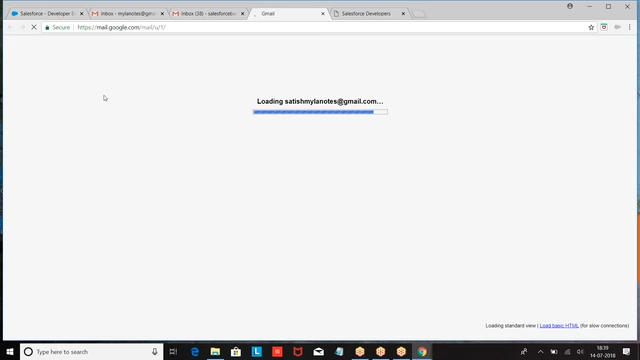 Salesforce - Developer E
Inbox - mylanotes@gma
Inbox (38) - salesforceb
Gmail
Salesforce Developers
Secure
https://mail.google.com/mail/u/1/
Loading satishmylanotes@gmail.com...
Loading standard view | Load basic HTML (for slow connections)
Type here to search
18:39
14-07-2018